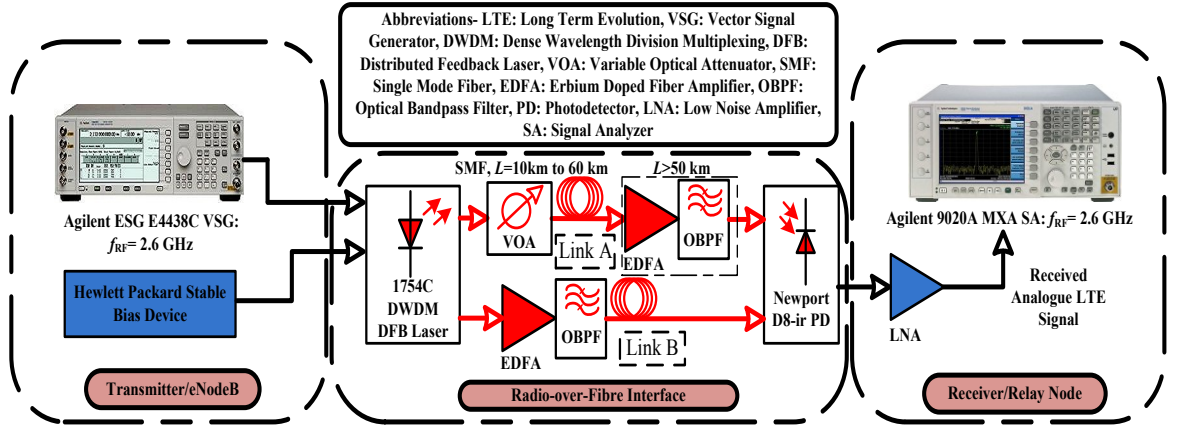 Abbreviations- LTE: Long Term Evolution, VSG: Vector Signal
Generator, DWDM: Dense Wavelength Division Multiplexing, DFB:
Distributed Feedback Laser, VOA: Variable Optical Attenuator, SMF:
Single Mode Fiber, EDFA: Erbium Doped Fiber Amplifier, OBPF:
Optical Bandpass Filter, PD: Photodetector, LNA: Low Noise Amplifier,
SA: Signal Analyzer
Agilent ESG E4438C VSG:
fRF= 2.6 GHz
Hewlett Packard Stable
Bias Device
Transmitter/eNodeB
SMF, L=10km to 60 km
L>50 km
VOA
Link A
EDFA
OBPF
1754C
DWDM
DFB Laser
EDFA
OBPF
Link B
Newport
D8-ir PD
Radio-over-Fibre Interface
Agilent 9020A MXA SA: fRF= 2.6 GHz
LNA
Received
Analogue LTE
Signal
Receiver/Relay Node